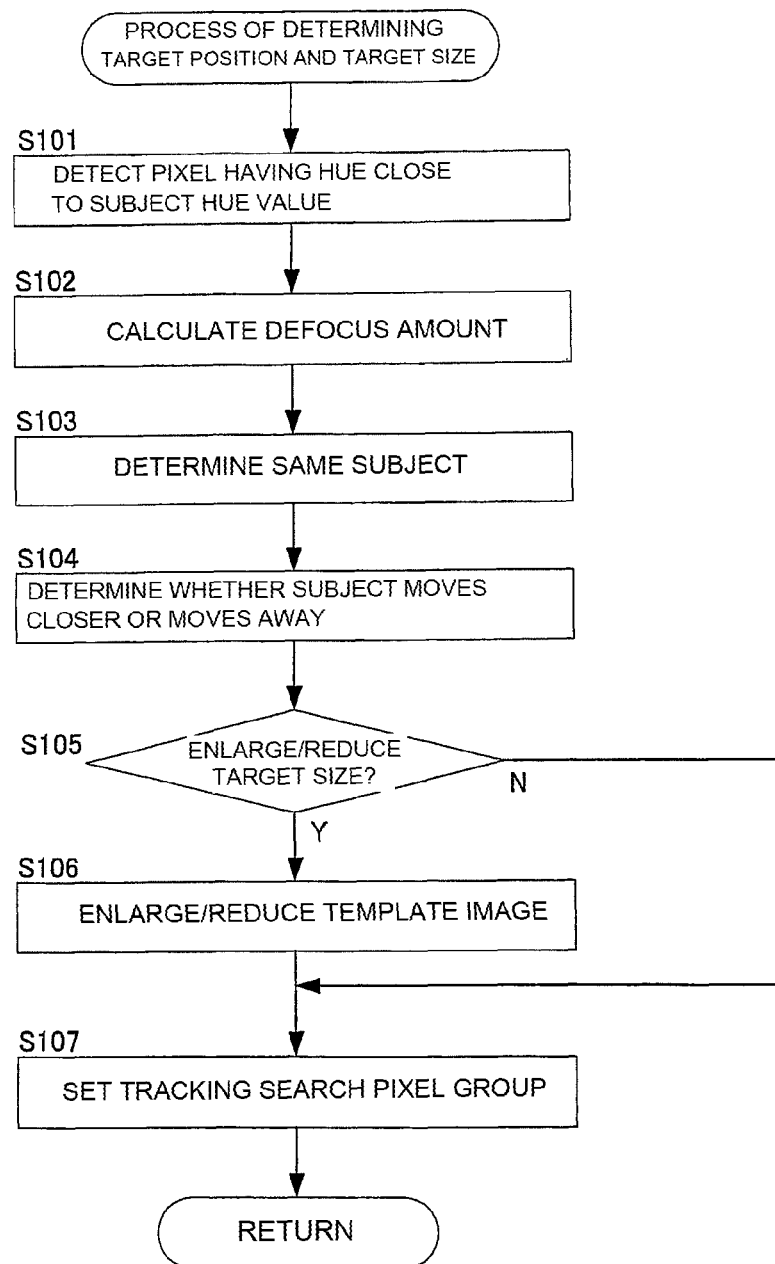 PROCESS OF DETERMINING
TARGET POSITION AND TARGET SIZE
S101
DETECT PIXEL HAVING HUE CLOSE
TO SUBJECT HUE VALUE
S102
CALCULATE DEFOCUS AMOUNT
S103
DETERMINE SAME SUBJECT
S104
DETERMINE WHETHER SUBJECT MOVES
CLOSER OR MOVES AWAY
S105
ENLARGE/REDUCE
TARGET SIZE?
N
Y
S106
ENLARGE/REDUCE TEMPLATE IMAGE
S107
SET TRACKING SEARCH PIXEL GROUP
RETURN